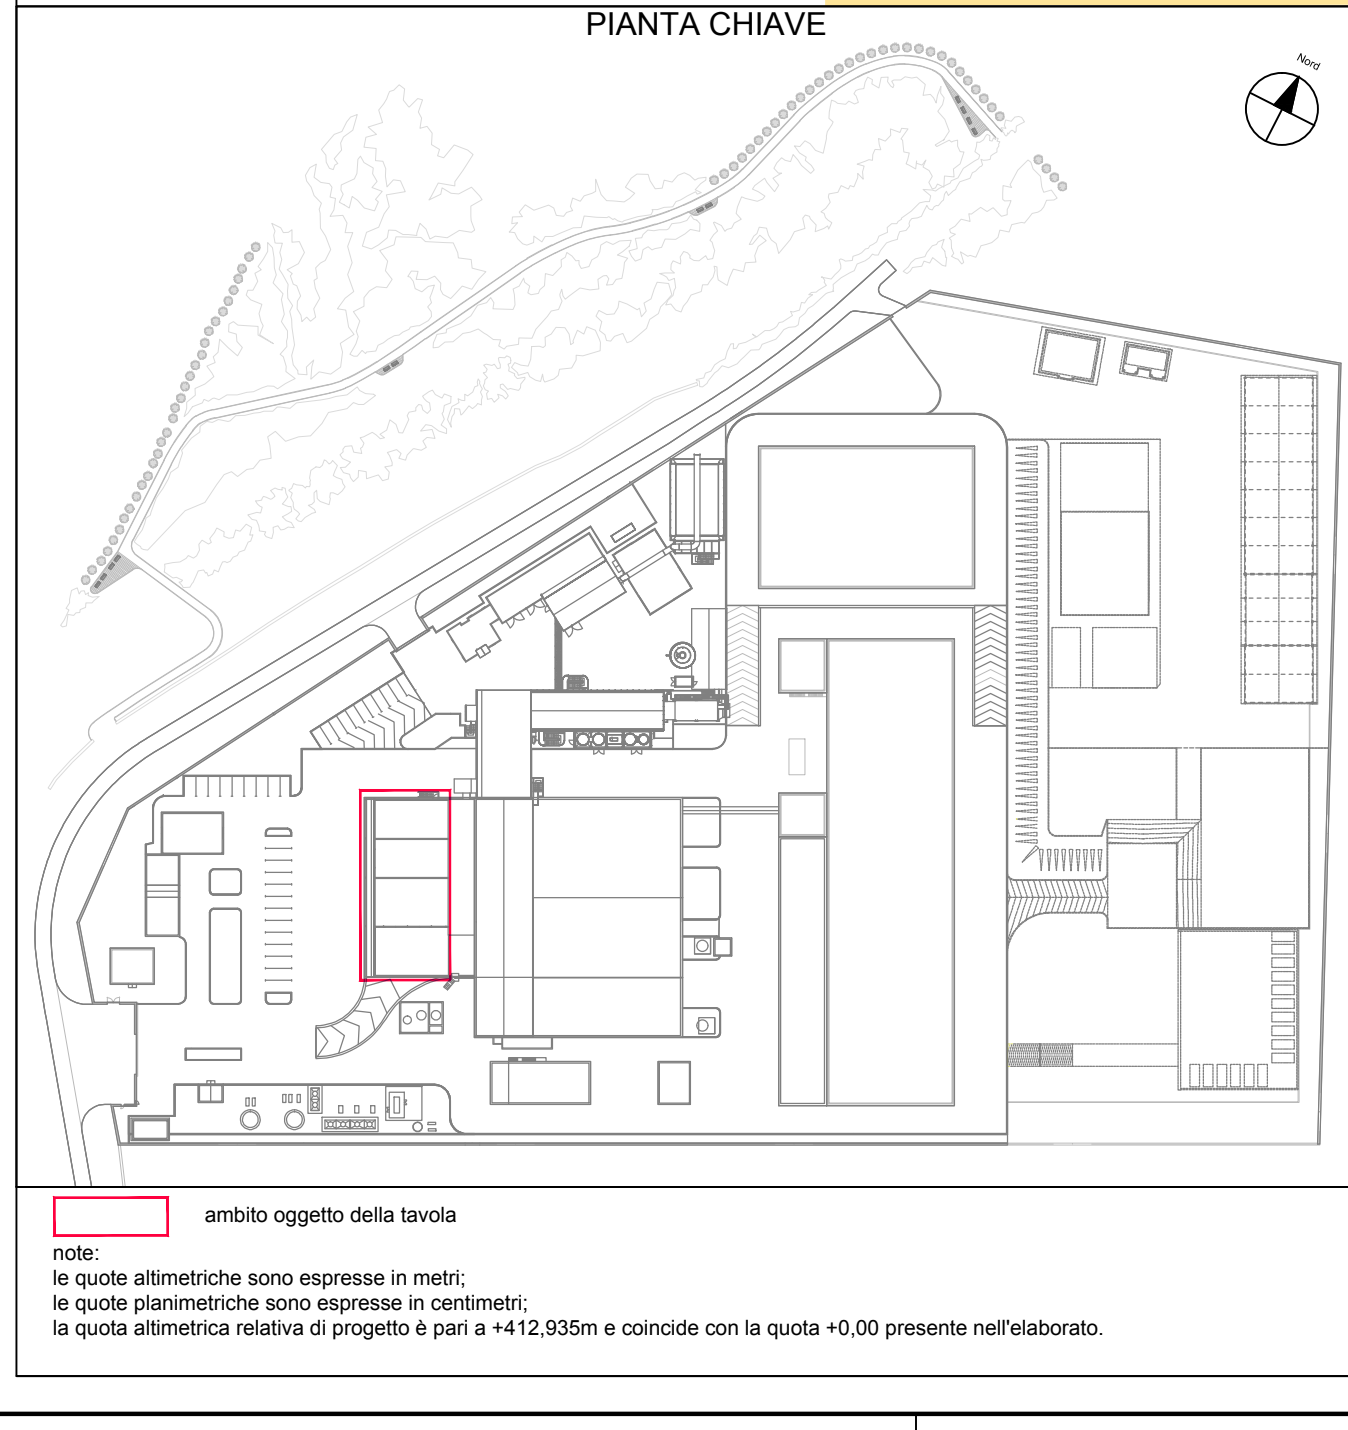 PIANTA CHIAVE
Nord
ambito oggetto della tavola
note:
le quote altimetriche sono espresse in metri;
le quote planimetriche sono espresse in centimetri;
la quota altimetrica relativa di progetto è pari a +412,935m e coincide con la quota +0,00 presente nell'elaborato.